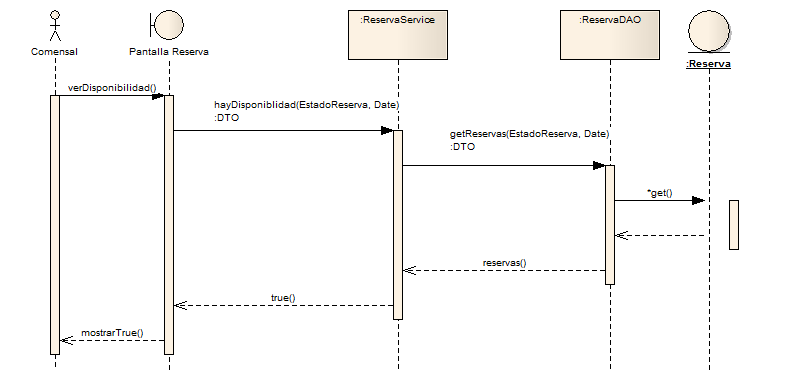 :ReservaService
:ReservaDAO
Comensal
Pantalla Reserva
:Reserva
verDisponibilidad()
hayDisponiblidad(EstadoReserva, Date)
:DTO
getReservas(EstadoReserva, Date)
:DTO
*get()
reservas()
true()
mostrarTrue()